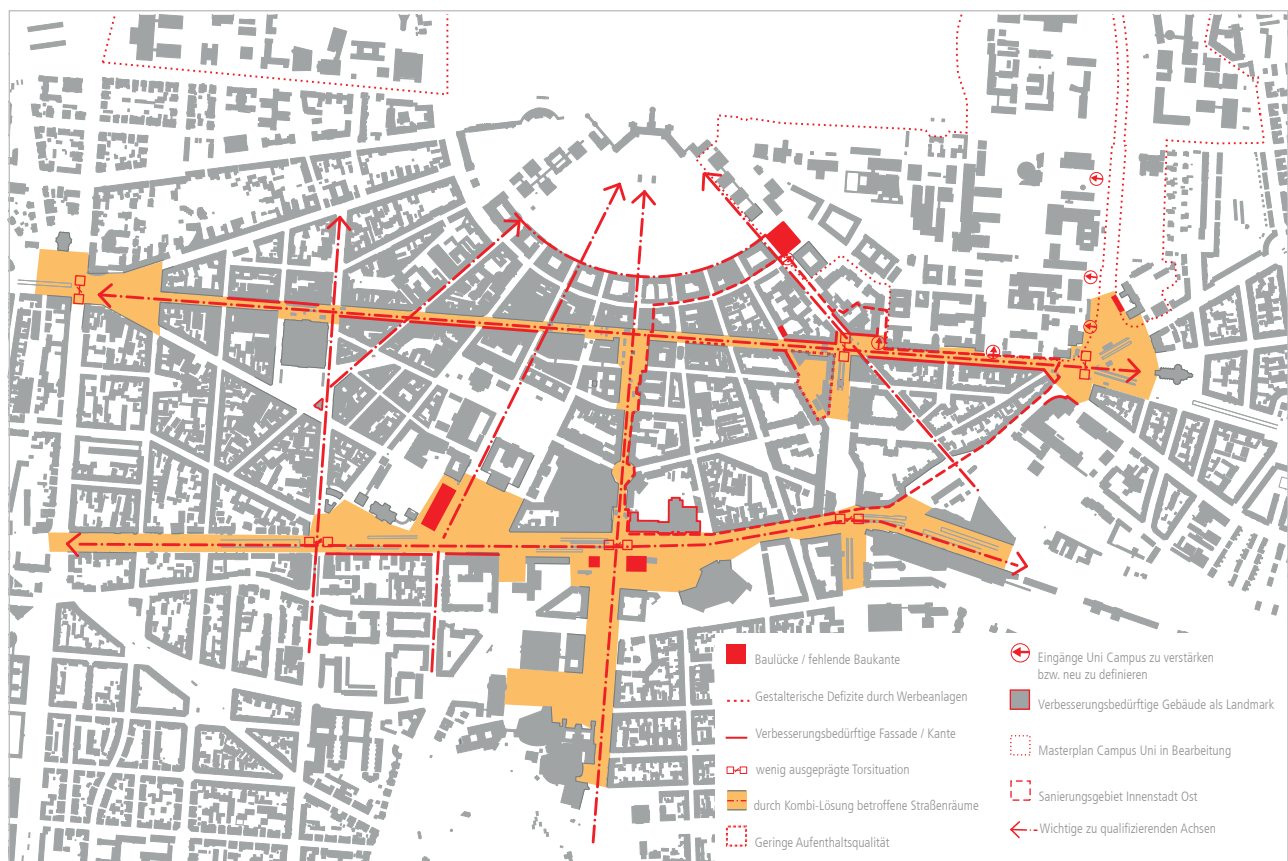 Baulücke / fehlende Baukante
Gestalterische Defizite durch Werbeanlagen
Verbesserungsbedürftige Fassade / Kante
wenig ausgeprägte Torsituation
durch Kombi-Lösung betroffene Straßenräume
Geringe Aufenthaltsqualität
Eingänge Uni Campus zu verstärken
bzw. neu zu definieren
Verbesserungsbedürftige Gebäude als Landmark
Masterplan Campus Uni in Bearbeitung
Sanierungsgebiet Innenstadt Ost
Wichtige zu qualifizierenden Achsen